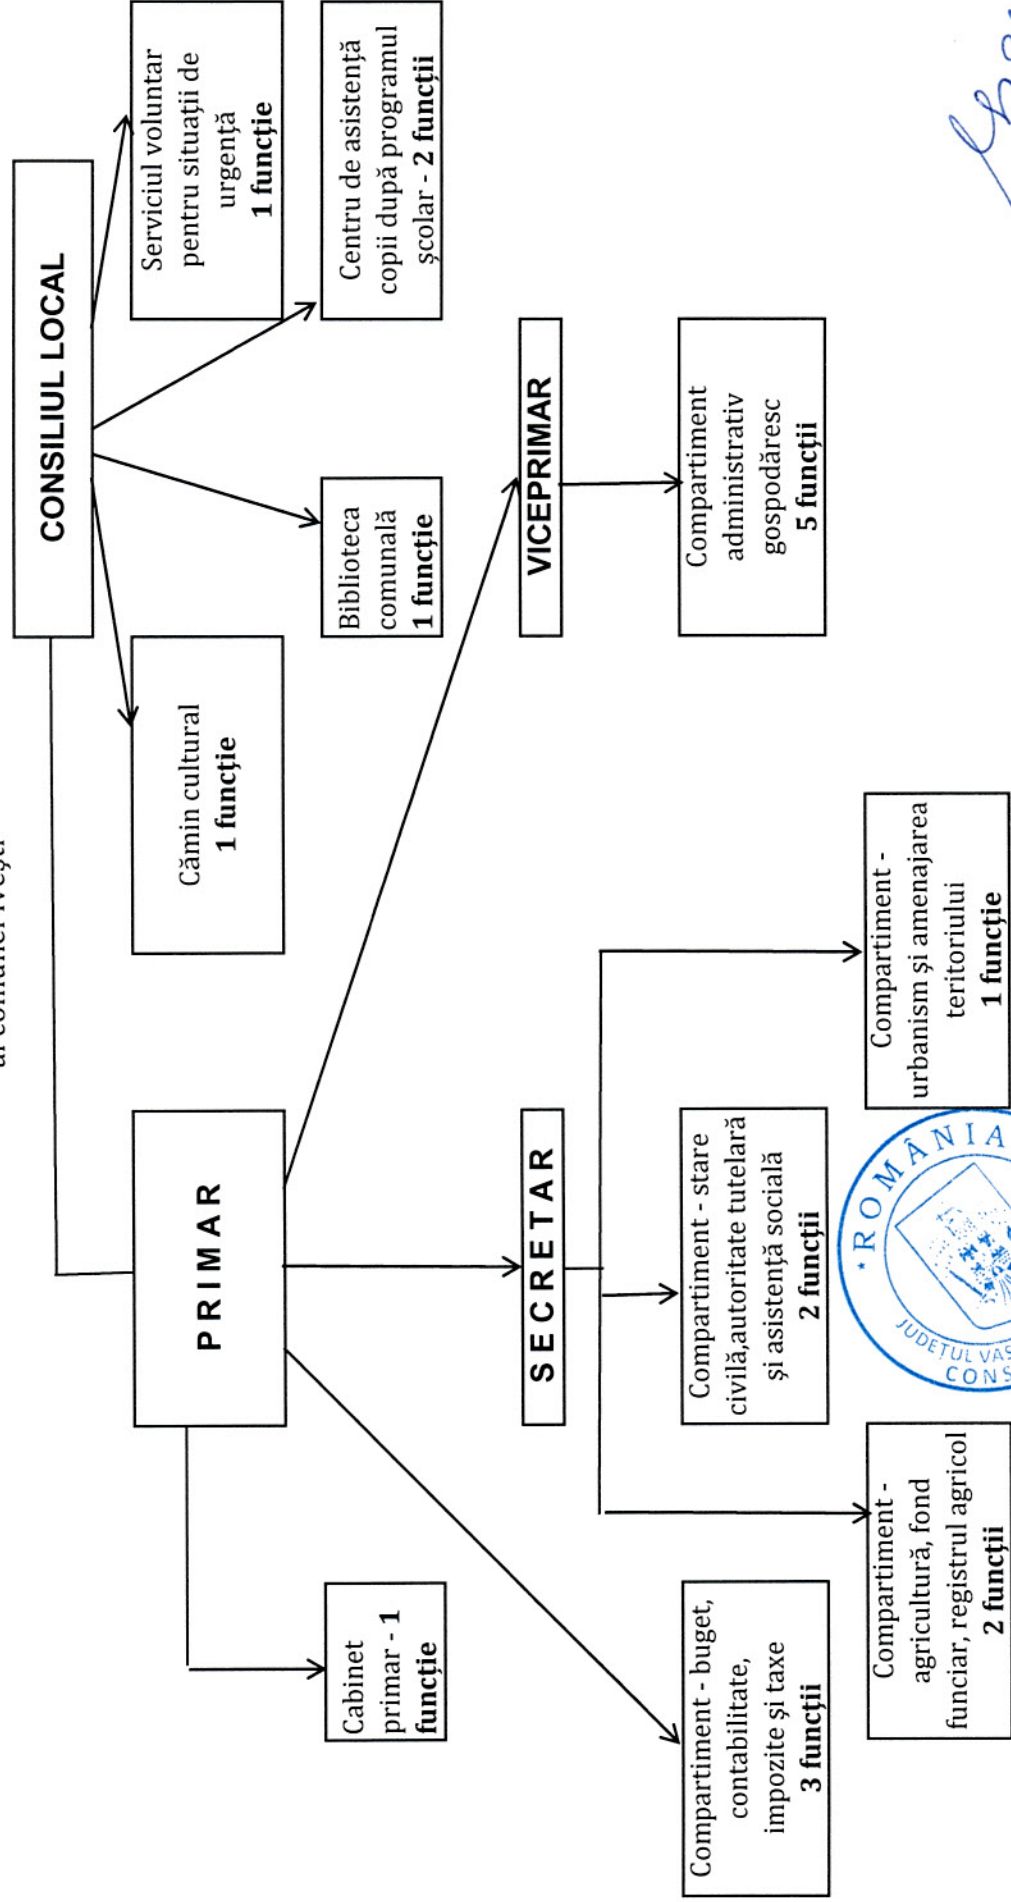 al comunei Ivești
CONSILIUL LOCAL
PRIMAR
Cămin cultural
1 funcție
Serviciul voluntar
pentru situații de
urgență
1 funcție
Cabinet
primar - 1
funcție
Biblioteca
comunală
1 funcție
Centru de asistență
copii după programul
școlar - 2 funcții
SECRETAR
VICEPRIMAR
Compartiment - buget,
contabilitate,
impozite și taxe
3 funcții
Compartiment - stare
civilă,autoritate tutelară
și asistență socială
2 funcții
Compartiment
administrativ
gospodăresc
5 funcții
Compartiment -
agricultură, fond
funciar, registrul agricol
2 funcții
Compartiment -
urbanism și amenajarea
teritoriului
1 funcție
* ROMÂNIA
JUDEȚUL VAS
CONS